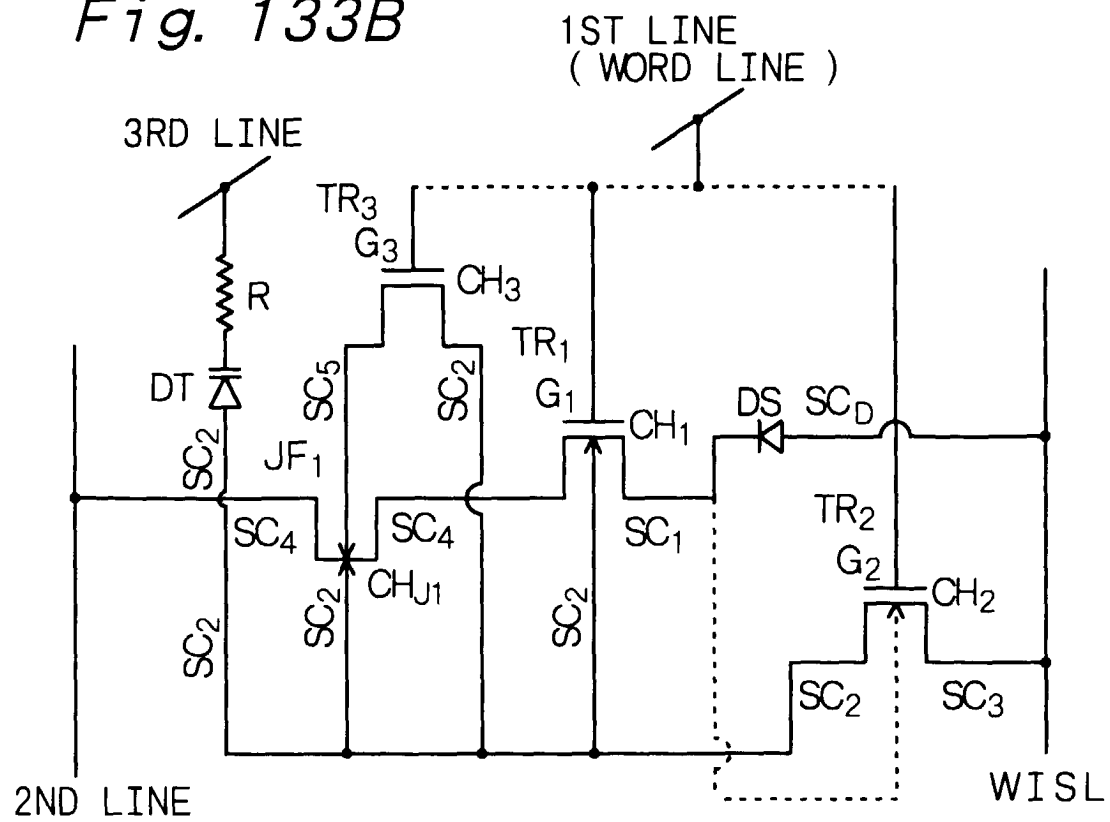 Fig. 133B
1ST LINE
( WORD LINE )
3RD LINE
TR3
G3
CH3
R
TR1
G1
CH1
DT
SC5
SC2
DS
SCD
SC2
JF1
SC4
SC4
SC1
TR2
G2
CH2
CHJ1
SC2
SC2
SC2
SC2
SC3
2ND LINE
WISL